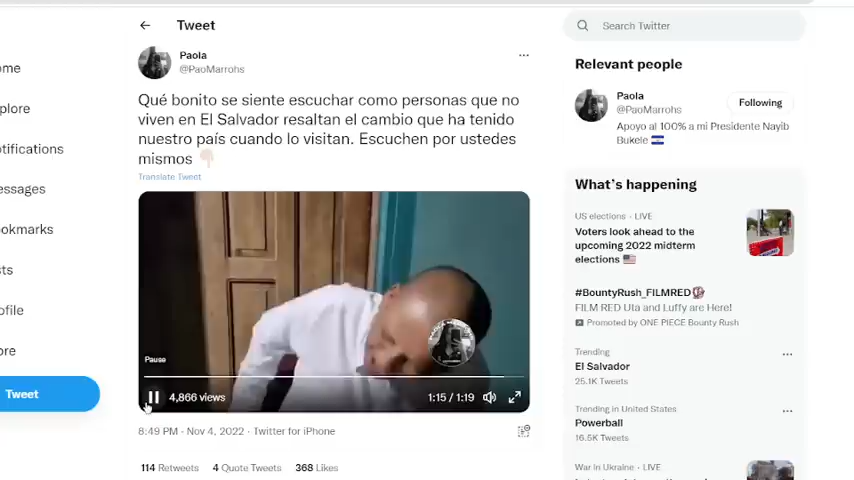 Tweet
Search Twitter
Paola
@PaoMarrohs
Qué bonito se siente escuchar como personas que no
viven en El Salvador resaltan el cambio que ha tenido
nuestro país cuando lo visitan. Escuchen por ustedes
mismos 👇🏻
Translate Tweet
Pause
4,866 views
1:15 / 1:19
8:49 PM · Nov 4, 2022 · Twitter for iPhone
114 Retweets 4 Quote Tweets 368 Likes
ome
plore
otifications
essages
okmarks
sts
ofile
ore
Tweet
Relevant people
Paola
@PaoMarrohs
Following
Apoyo al 100% a mi Presidente Nayib
Bukele 🇸🇻
What's happening
US elections · LIVE
Voters look ahead to the
upcoming 2022 midterm
elections 🇺🇸
#BountyRush_FILMRED
FILM RED Uta and Luffy are Here!
Promoted by ONE PIECE Bounty Rush
Trending
El Salvador
25.1K Tweets
Trending in United States
Powerball
16.5K Tweets
War in Ukraine · LIVE